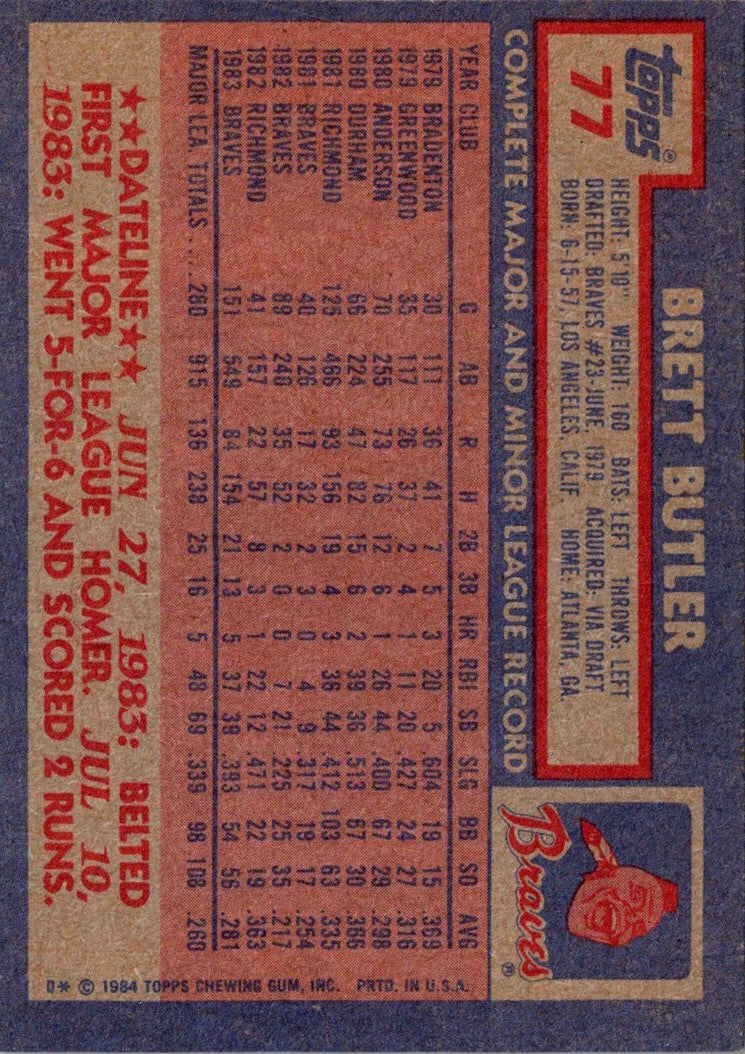 topps®
77
BRETT BUTLER
HEIGHT: 5'10" WEIGHT: 160 BATS: LEFT THROWS: LEFT
DRAFTED: BRAVES #23-JUNE, 1979 ACQUIRED: VIA DRAFT
BORN: 6-15-57, LOS ANGELES, CALIF. HOME: ATLANTA, GA.
Braves®
COMPLETE MAJOR AND MINOR LEAGUE RECORD
YEAR CLUB G AB R H 2B 3B HR RBI SB SLG BB SO AVG
1979 BRADENTON 30 111 36 41 7 5 3 20 5 .604 19 15 .369
1979 GREENWOOD 35 117 26 37 2 4 1 11 20 .427 24 27 .316
1980 ANDERSON 70 255 73 76 12 6 1 26 44 .400 67 29 .298
1980 DURHAM 66 224 47 82 15 6 2 39 36 .513 67 30 .366
1981 RICHMOND 125 466 93 156 19 4 3 36 44 .412 103 63 .335
1981 BRAVES 40 126 17 32 2 3 0 4 9 .317 19 17 .254
1982 BRAVES 89 240 35 52 2 0 0 7 21 .225 25 35 .217
1982 RICHMOND 41 157 22 57 8 3 1 22 12 .471 22 19 .363
1983 BRAVES 151 549 84 154 21 13 5 37 39 .393 54 56 .281
MAJOR LEA. TOTALS.... 280 915 136 238 25 16 5 48 69 .339 98 108 .260
★★DATELINE★★ JUN 27, 1983: BELTED
FIRST MAJOR LEAGUE HOMER. JUL 10,
1983: WENT 5-FOR-6 AND SCORED 2 RUNS.
D* © 1984 TOPPS CHEWING GUM, INC. PRTD. IN U.S.A.